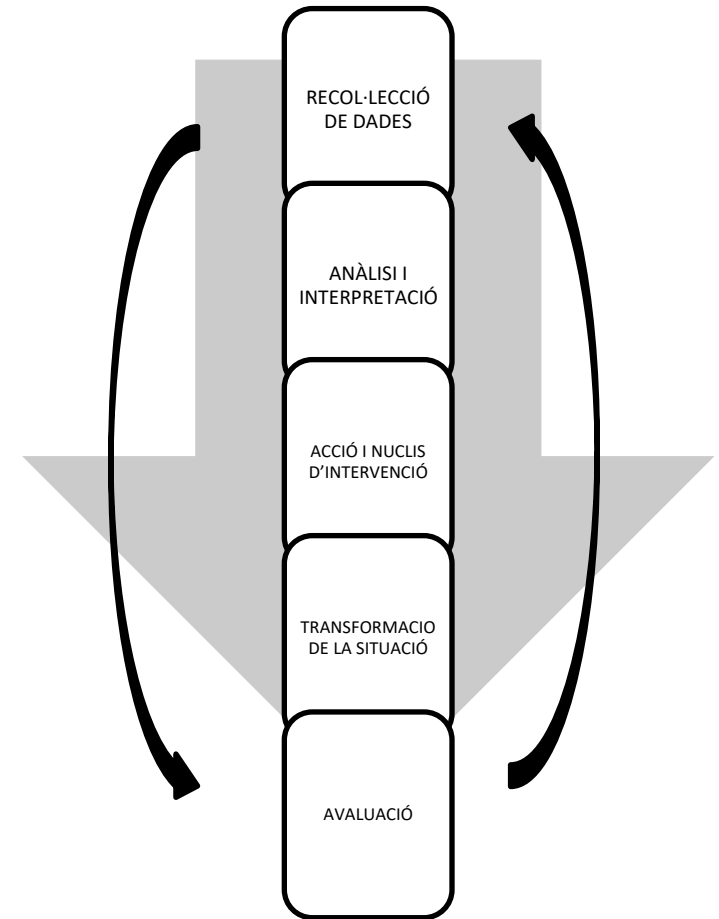 RECOL·LECCIÓ
DE DADES
ANÀLISI I
INTERPRETACIÓ
ACCIÓ I NUCLIS
D’INTERVENCIÓ
TRANSFORMACIO
DE LA SITUACIÓ
AVALUACIÓ